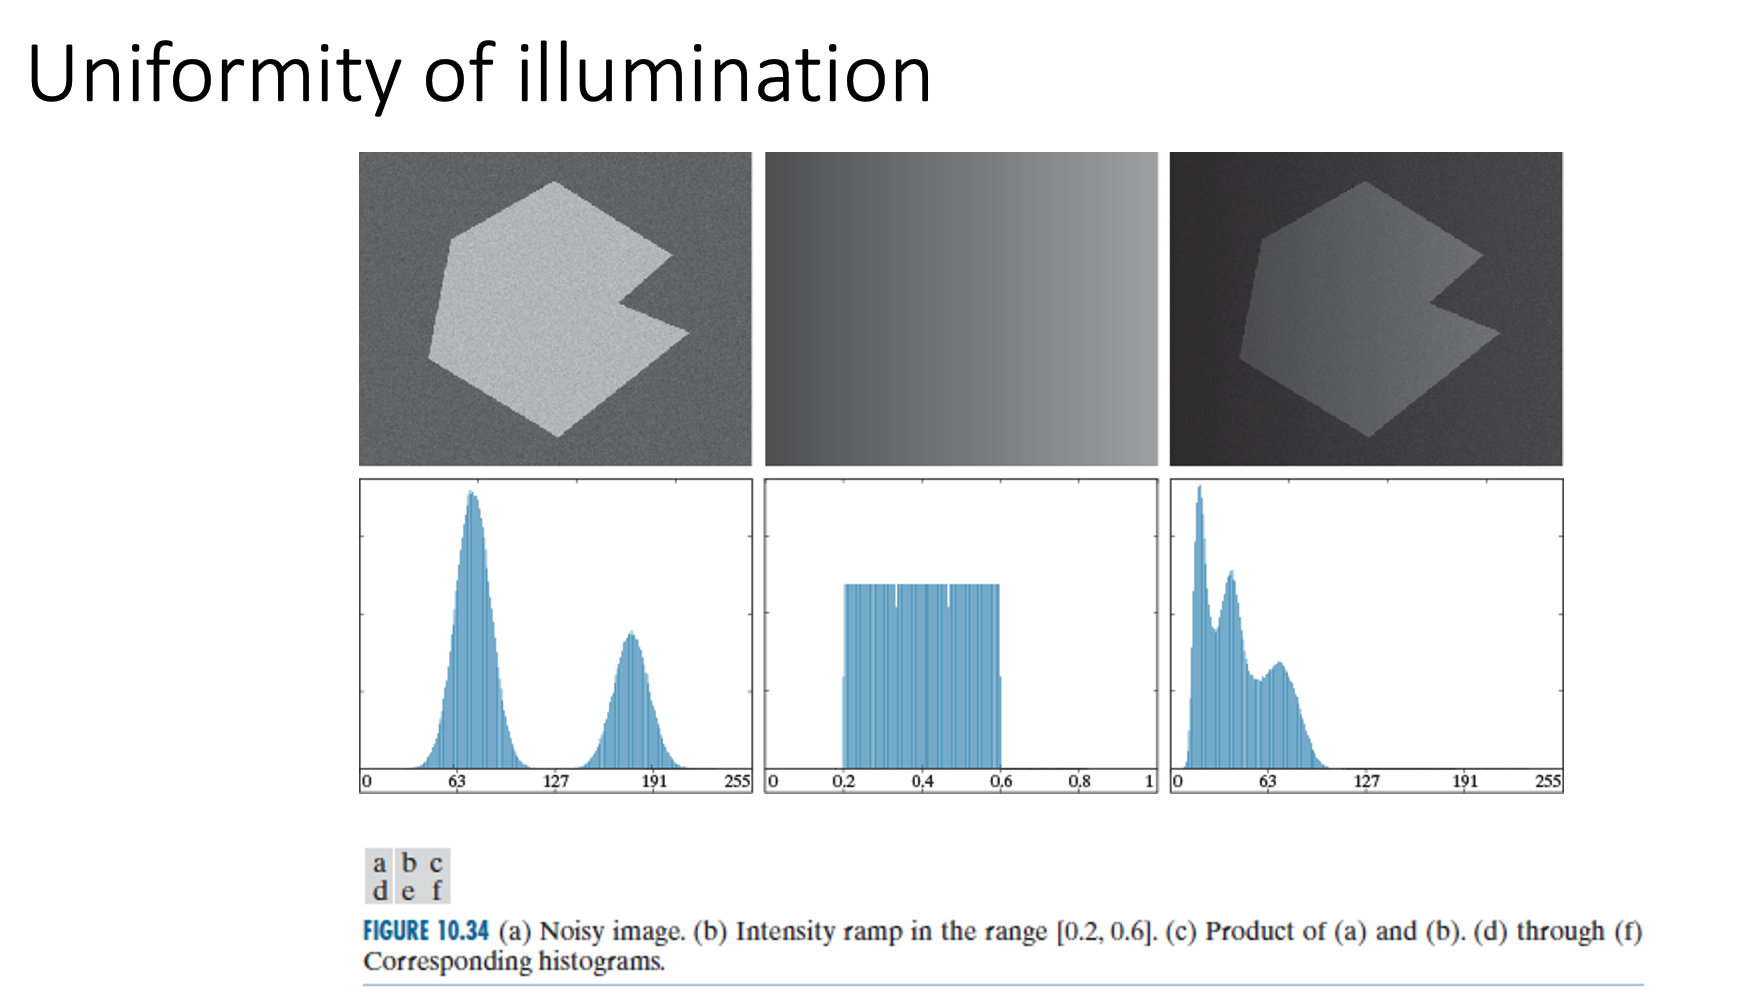 Uniformity of illumination
0 63 127 191 255
0 0.2 0.4 0.6 0.8 1
0 63 127 191 255
a b c
d e f
FIGURE 10.34 (a) Noisy image. (b) Intensity ramp in the range [0.2, 0.6]. (c) Product of (a) and (b). (d) through (f)
Corresponding histograms.